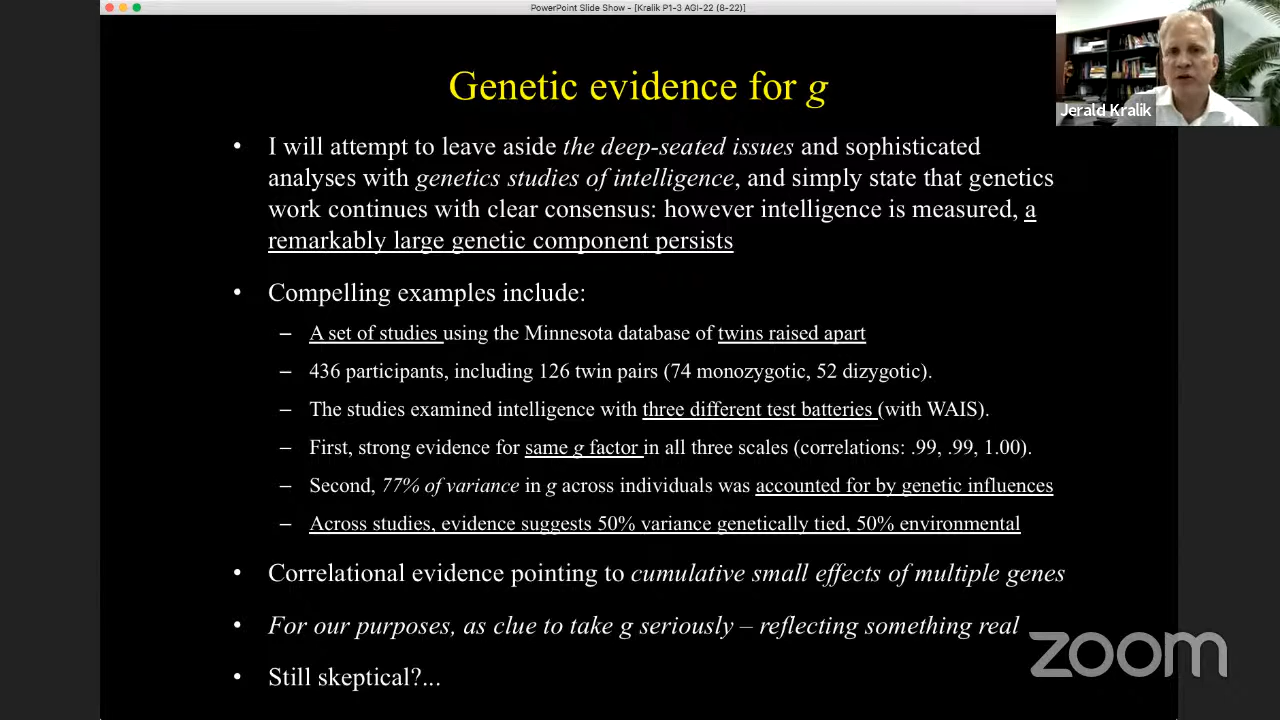 PowerPoint Slide Show - [Kralik P1-3 AGI-22 (8-22)]
Jerald Kralik
Genetic evidence for g
• I will attempt to leave aside the deep-seated issues and sophisticated
analyses with genetics studies of intelligence, and simply state that genetics
work continues with clear consensus: however intelligence is measured, a
remarkably large genetic component persists
• Compelling examples include:
– A set of studies using the Minnesota database of twins raised apart
– 436 participants, including 126 twin pairs (74 monozygotic, 52 dizygotic).
– The studies examined intelligence with three different test batteries (with WAIS).
– First, strong evidence for same g factor in all three scales (correlations: .99, .99, 1.00).
– Second, 77% of variance in g across individuals was accounted for by genetic influences
– Across studies, evidence suggests 50% variance genetically tied, 50% environmental
• Correlational evidence pointing to cumulative small effects of multiple genes
• For our purposes, as clue to take g seriously – reflecting something real
• Still skeptical?...
zoom